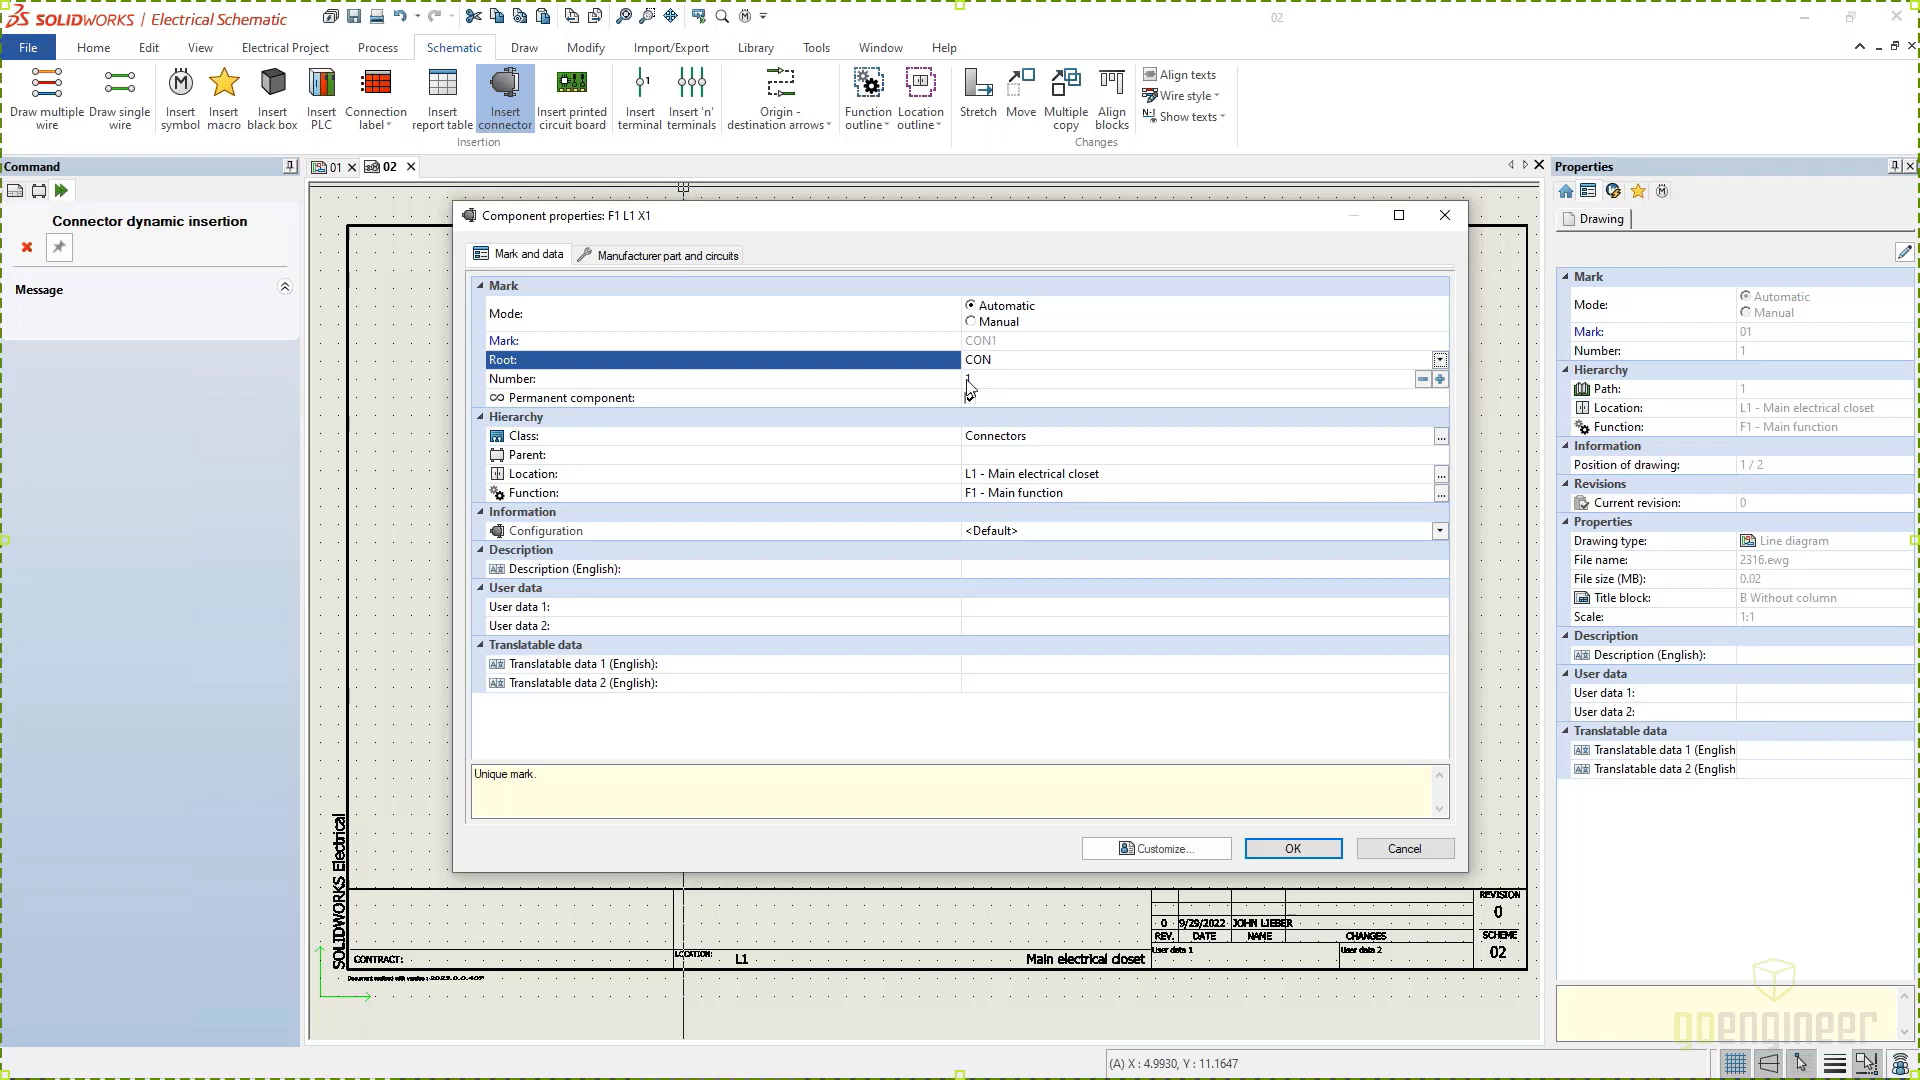 SOLIDWORKS | Electrical Schematic
02
File
Home
Edit
View
Electrical Project
Process
Schematic
Draw
Modify
Import/Export
Library
Tools
Window
Help
Draw multiple wire
Draw single wire
Insert symbol
Insert macro
Insert black box
Insert PLC
Connection label
Insert report table
Insert connector
Insert printed circuit board
Insert terminal
Insert 'n' terminals
Origin - destination arrows
Function outline
Location outline
Stretch
Move
Multiple copy
Align blocks
Align texts
Wire style
Show texts
Insertion
Changes
Command
01
02
Properties
Connector dynamic insertion
Message
Drawing
Component properties: F1 L1 X1
Mark and data
Manufacturer part and circuits
Mark
Mode:
Automatic
Manual
Mark: CON1
Root: CON
Number: 1
Permanent component:
Hierarchy
Class: Connectors
Parent:
Location: L1 - Main electrical closet
Function: F1 - Main function
Information
Configuration <Default>
Description
Description (English):
User data
User data 1:
User data 2:
Translatable data
Translatable data 1 (English):
Translatable data 2 (English):
Unique mark.
Customize...
OK
Cancel
Mark
Mode:
Automatic
Manual
Mark: 01
Number: 1
Hierarchy
Path: 1
Location: L1 - Main electrical closet
Function: F1 - Main function
Information
Position of drawing: 1 / 2
Revisions
Current revision: 0
Properties
Drawing type: Line diagram
File name: 2316.ewg
File size (MB): 0.02
Title block: B Without column
Scale: 1:1
Description
Description (English):
User data
User data 1:
User data 2:
Translatable data
Translatable data 1 (English
Translatable data 2 (English
SOLIDWORKS Electrical
CONTRACT:
LOCATION:
L1
Main electrical closet
0 9/29/2022 JOHN LIEBER
REV. DATE NAME CHANGES
User data 1
User data 2
REVISION
0
SCHEME
02
goengineer
(A) X : 4.9930, Y : 11.1647